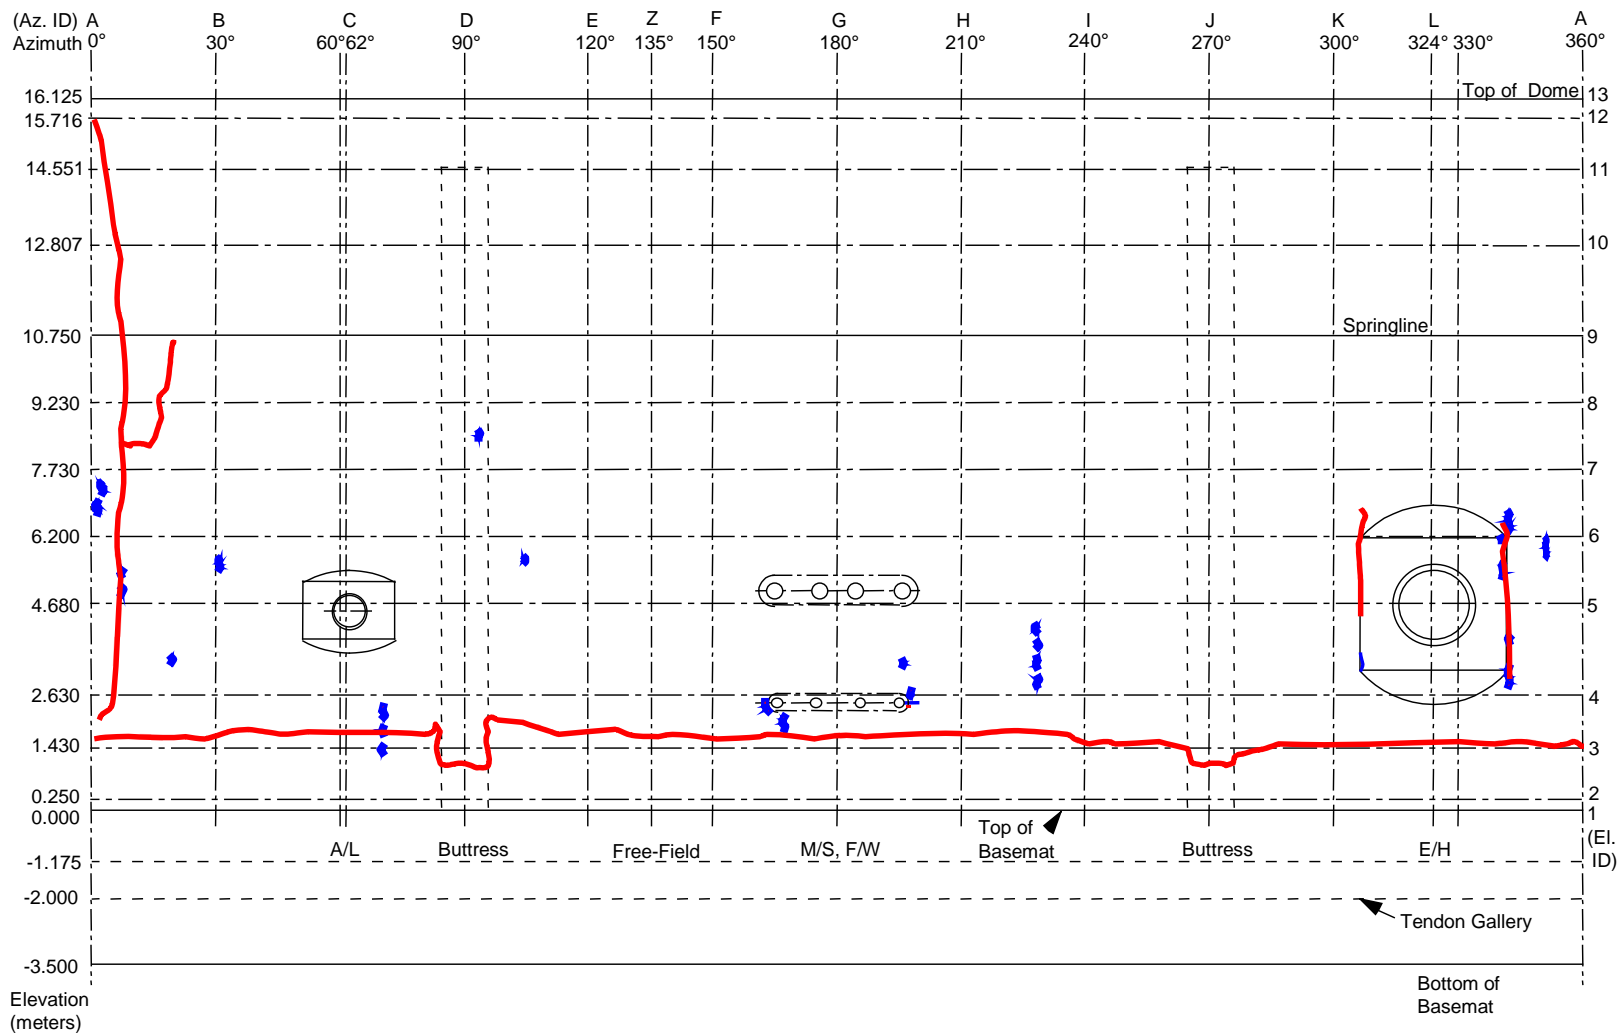 (Az. ID) A B C D E Z F G H I J K L A
Azimuth 0° 30° 60° 62° 90° 120° 135° 150° 180° 210° 240° 270° 300° 324° 330° 360°
16.125 Top of Dome 13
15.716 12
14.551 11
12.807 10
Springline
10.750 9
9.230 8
7.730 7
6.200 6
4.680 5
2.630 4
1.430 3
0.250 2
0.000 1
Top of
Basemat
(El.
ID)
A/L Buttress Free-Field M/S, F/W Buttress E/H
-1.175
-2.000
Tendon Gallery
-3.500
Bottom of
Basemat
Elevation
(meters)